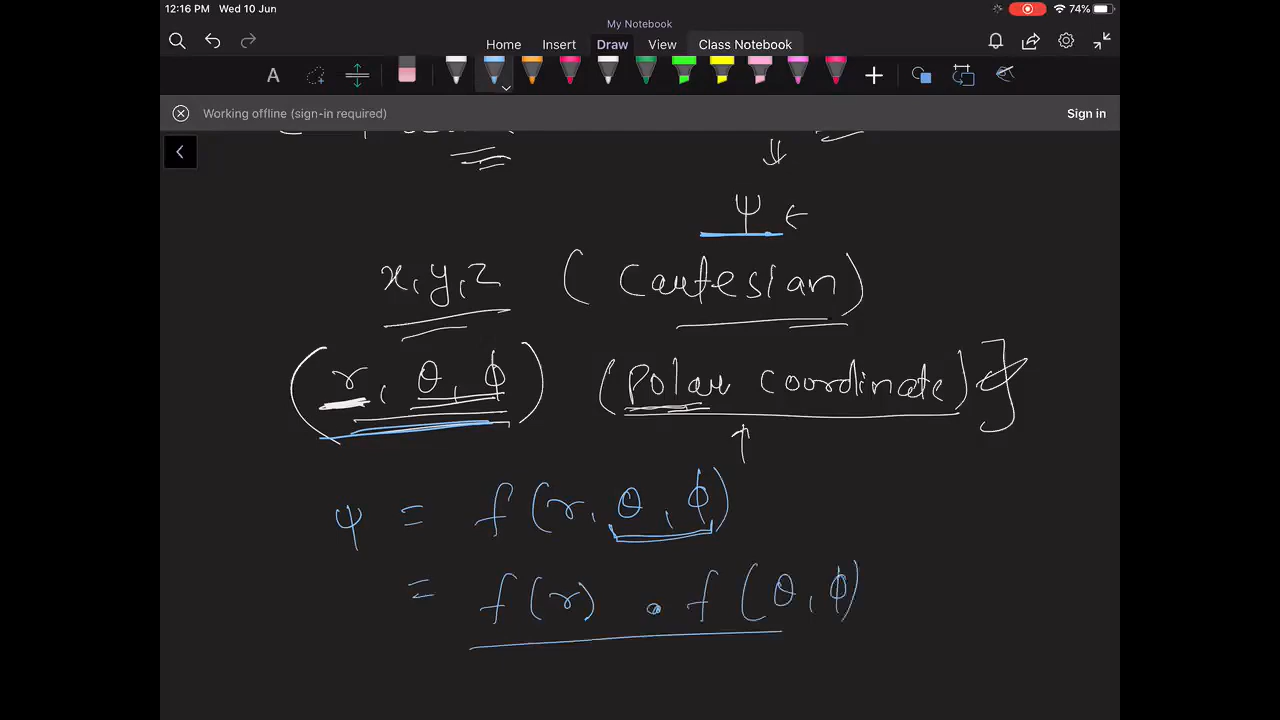 12:16 PM Wed 10 Jun
74%
My Notebook
Home Insert Draw View Class Notebook
A
Working offline (sign-in required)
Sign in
ψ ←
x, y, z (Cartesian)
(r, θ, φ) (polar coordinate)}
ψ = f(r, θ, φ)
= f(r) . f(θ, φ)